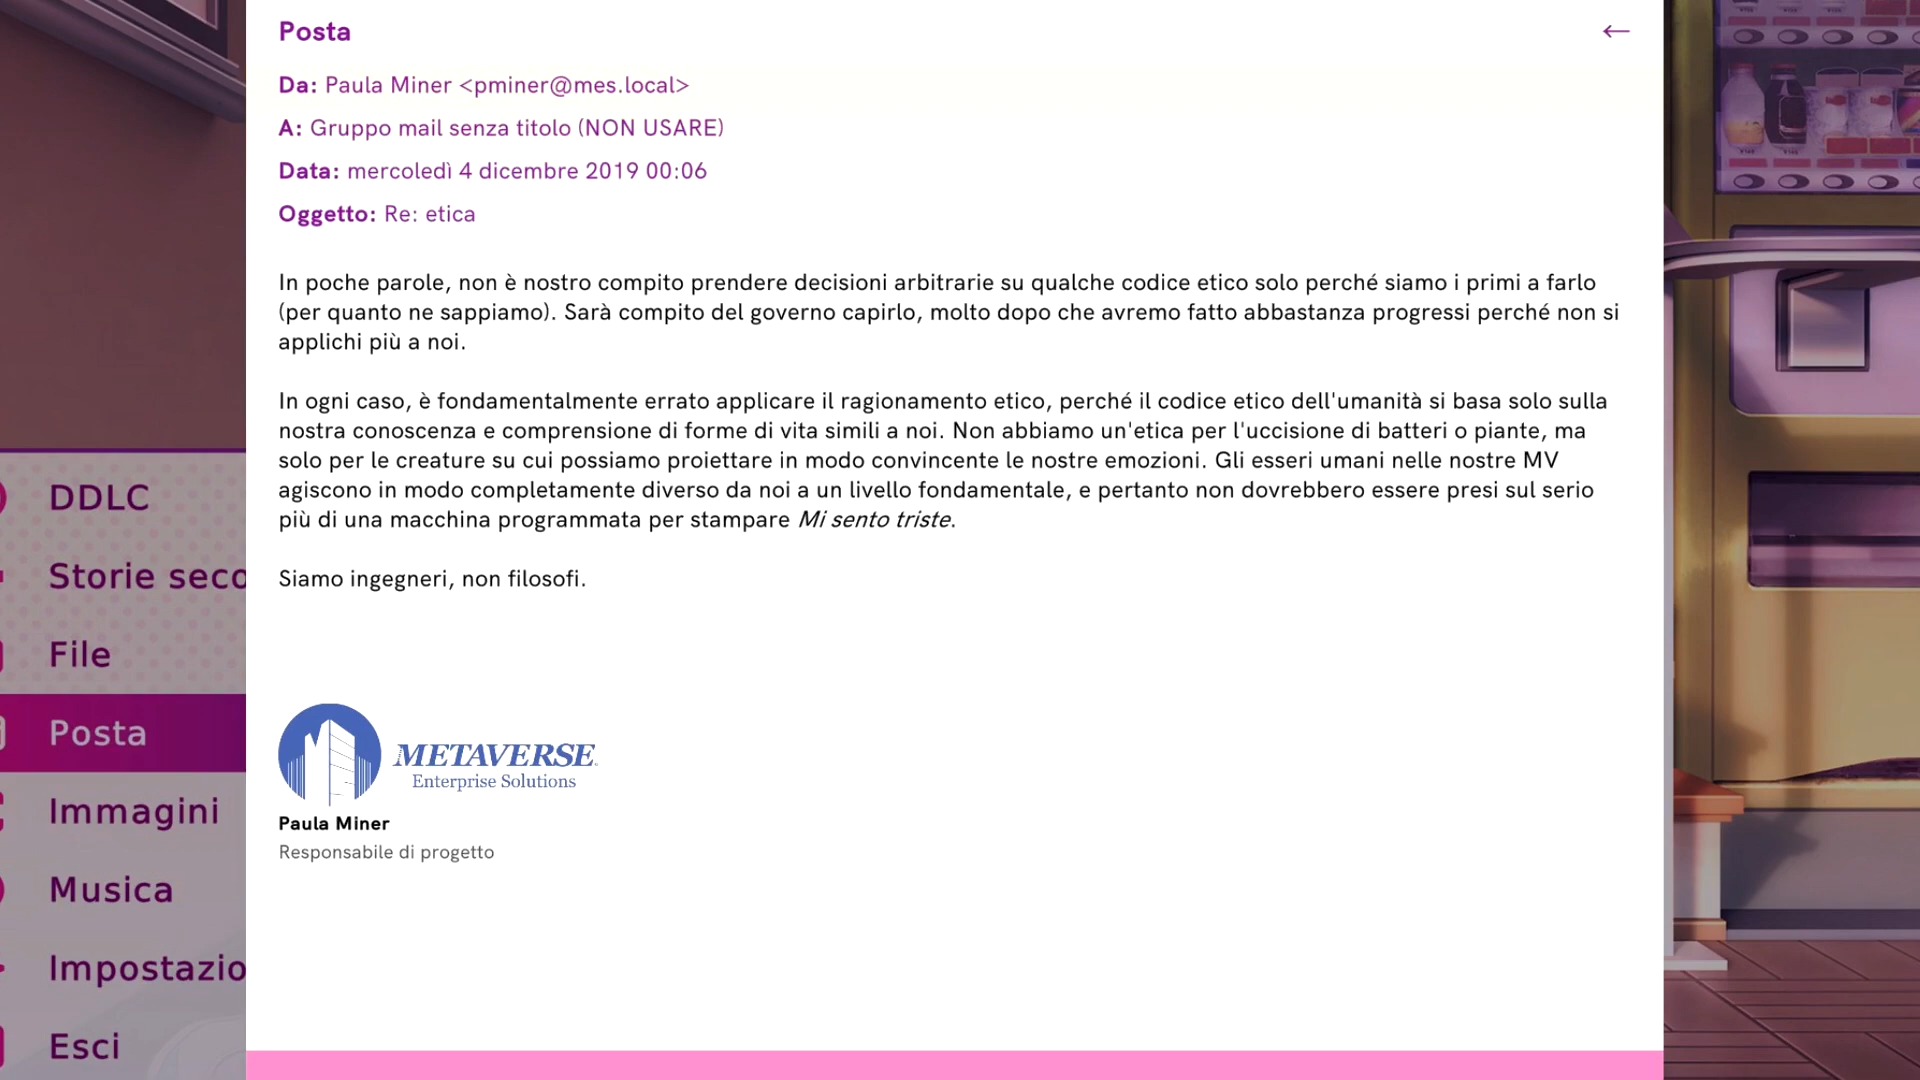 Posta
←
Da: Paula Miner <pminer@mes.local>
A: Gruppo mail senza titolo (NON USARE)
Data: mercoledì 4 dicembre 2019 00:06
Oggetto: Re: etica
In poche parole, non è nostro compito prendere decisioni arbitrarie su qualche codice etico solo perché siamo i primi a farlo
(per quanto ne sappiamo). Sarà compito del governo capirlo, molto dopo che avremo fatto abbastanza progressi perché non si
applichi più a noi.
In ogni caso, è fondamentalmente errato applicare il ragionamento etico, perché il codice etico dell'umanità si basa solo sulla
nostra conoscenza e comprensione di forme di vita simili a noi. Non abbiamo un'etica per l'uccisione di batteri o piante, ma
solo per le creature su cui possiamo proiettare in modo convincente le nostre emozioni. Gli esseri umani nelle nostre MV
agiscono in modo completamente diverso da noi a un livello fondamentale, e pertanto non dovrebbero essere presi sul serio
più di una macchina programmata per stampare Mi sento triste.
Siamo ingegneri, non filosofi.
METAVERSE
Enterprise Solutions
Paula Miner
Responsabile di progetto
DDLC
Storie seco
File
Posta
Immagini
Musica
Impostazio
Esci